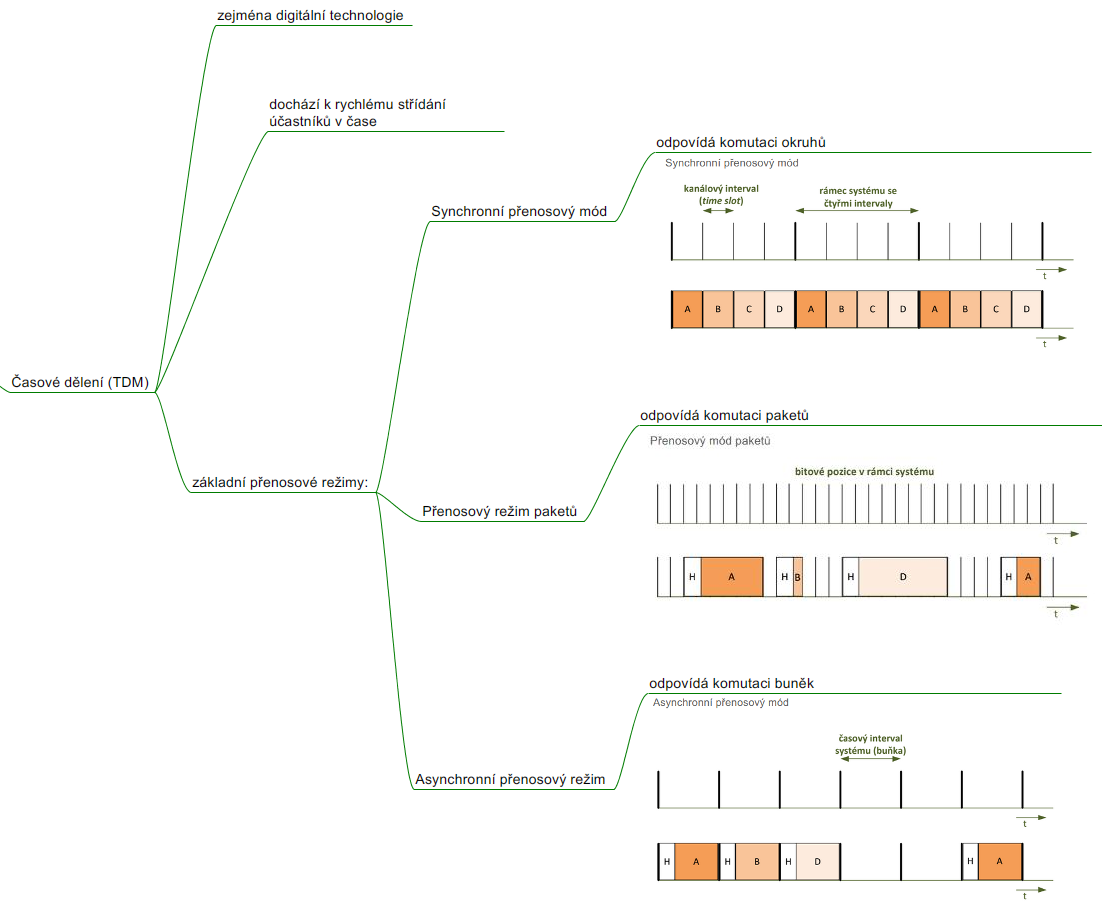 zejména digitální technologie
dochází k rychlému střídání
účastníků v čase
Časové dělení (TDM)
základní přenosové režimy:
Synchronní přenosový mód
odpovídá komutaci okruhů
Synchronní přenosový mód
kanálový interval
(time slot)
rámec systému se
čtyřmi intervaly
t
A B C D A B C D A B C D
t
Přenosový režim paketů
odpovídá komutaci paketů
Přenosový mód paketů
bitové pozice v rámci systému
t
H A H B H D H A
t
Asynchronní přenosový režim
odpovídá komutaci buněk
Asynchronní přenosový mód
časový interval
systému (buňka)
t
H A H B H D H A
t